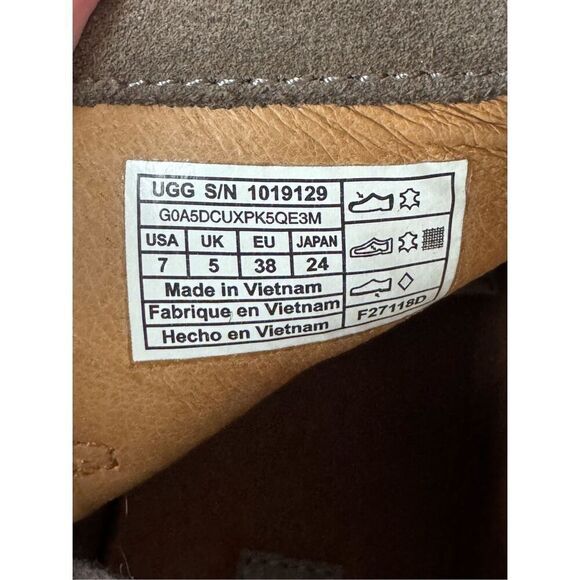 UGG S/N 1019129
G0A5DCUXPK5QE3M
USA UK EU JAPAN
7 5 38 24
Made in Vietnam
Fabrique en Vietnam
Hecho en Vietnam
F27118D